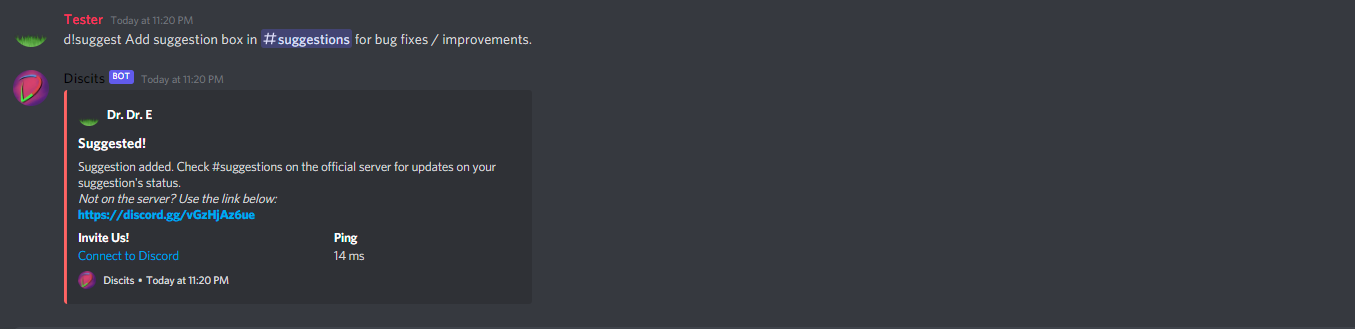 Tester Today at 11:20 PM
d!suggest Add suggestion box in #suggestions for bug fixes / improvements.
Discits BOT Today at 11:20 PM
Dr. Dr. E
Suggested!
Suggestion added. Check #suggestions on the official server for updates on your
suggestion's status.
Not on the server? Use the link below:
https://discord.gg/vGzHjAz6ue
Invite Us! Ping
Connect to Discord 14 ms
Discits • Today at 11:20 PM